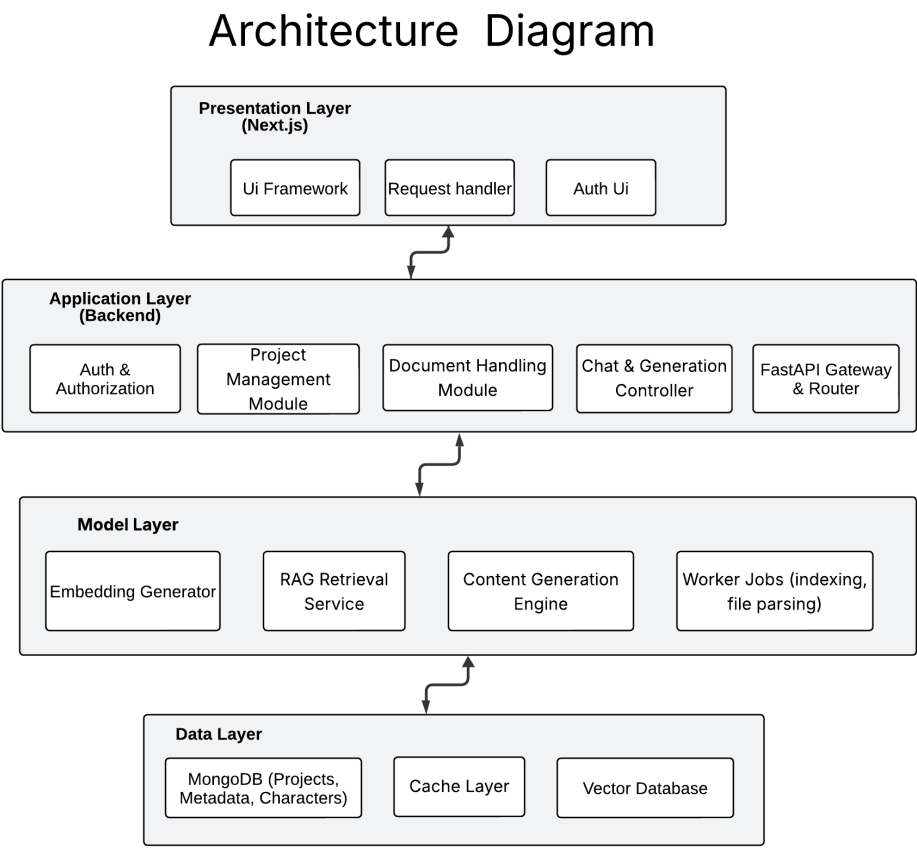 Architecture Diagram
Presentation Layer
(Next.js)
Ui Framework
Request handler
Auth Ui
Application Layer
(Backend)
Auth &
Authorization
Project
Management
Module
Document Handling
Module
Chat & Generation
Controller
FastAPI Gateway
& Router
Model Layer
Embedding Generator
RAG Retrieval
Service
Content Generation
Engine
Worker Jobs (indexing,
file parsing)
Data Layer
MongoDB (Projects,
Metadata, Characters)
Cache Layer
Vector Database